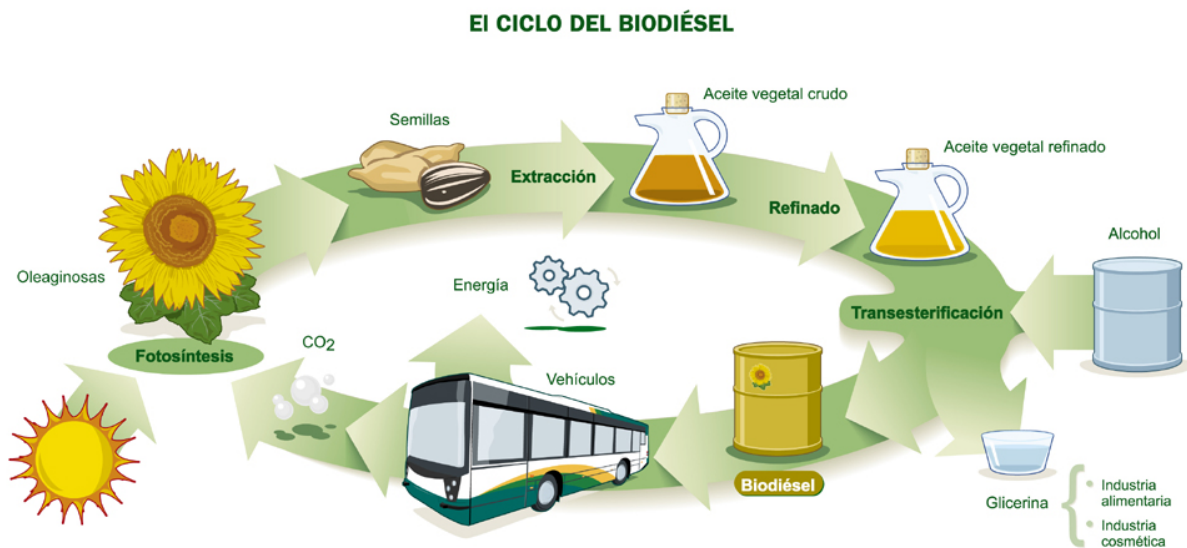 El CICLO DEL BIODIÉSEL
Aceite vegetal crudo
Semillas
Aceite vegetal refinado
Extracción
Refinado
Alcohol
Oleaginosas
Energía
Transesterificación
Fotosíntesis
CO2
Vehículos
Biodiésel
Glicerina
• Industria
alimentaria
• Industria
cosmética